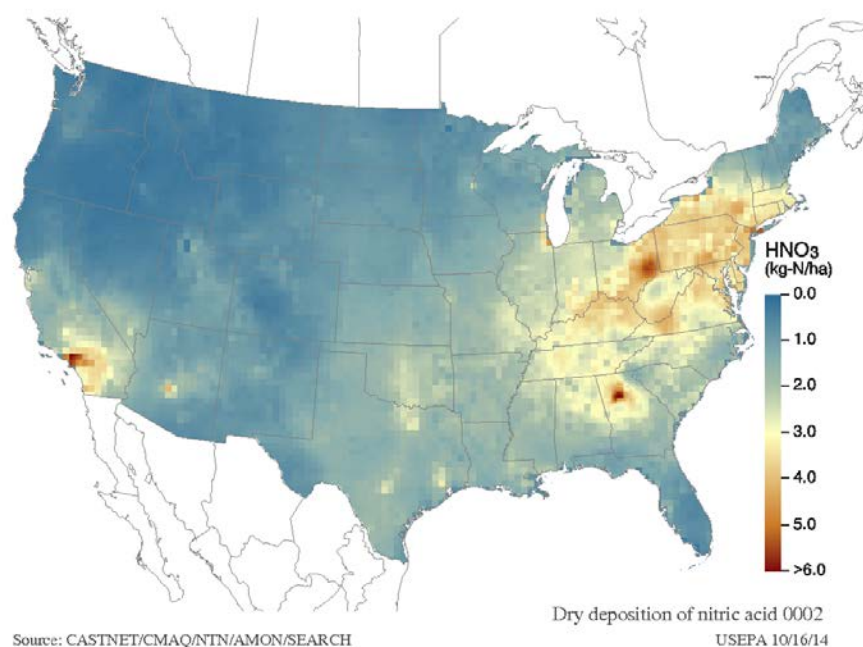 HNO₃
(kg-N/ha)
0.0
1.0
2.0
3.0
4.0
5.0
>6.0
Dry deposition of nitric acid 0002
Source: CASTNET/CMAQ/NTN/AMON/SEARCH
USEPA 10/16/14